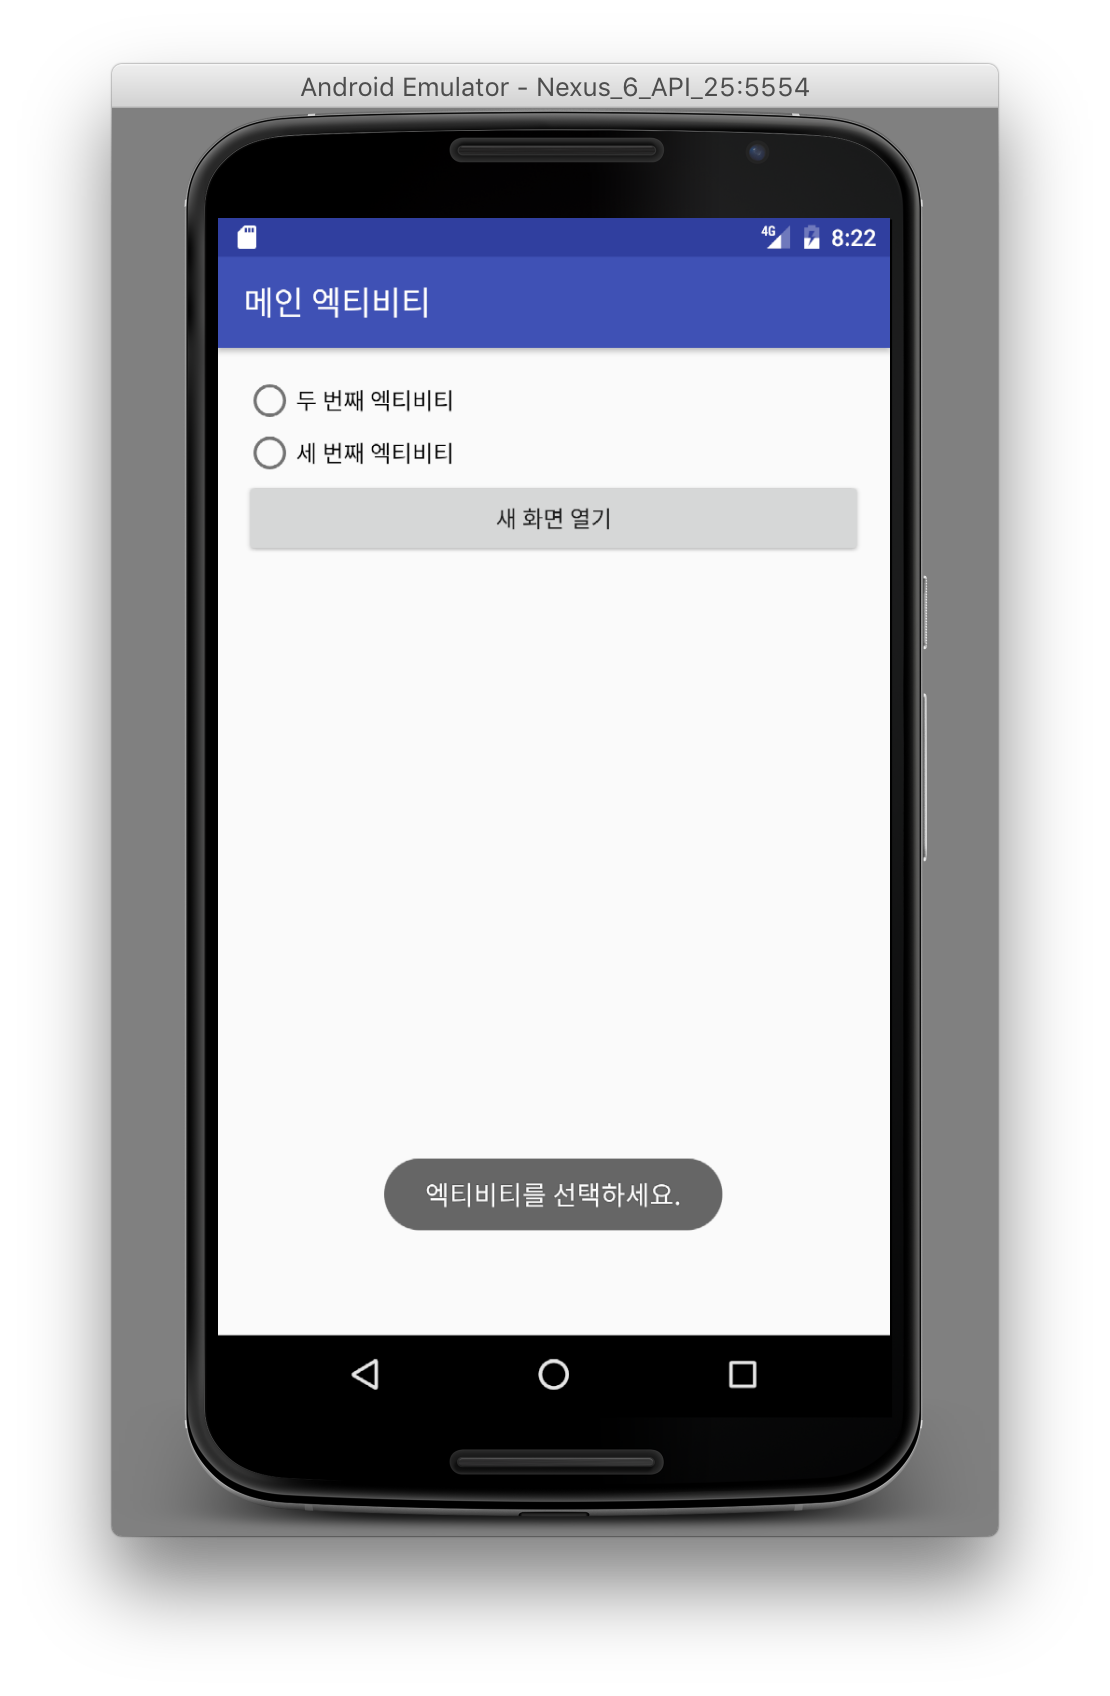 Android Emulator - Nexus_6_API_25:5554
4G 8:22
메인 엑티비티
두 번째 엑티비티
세 번째 엑티비티
새 화면 열기
엑티비티를 선택하세요.